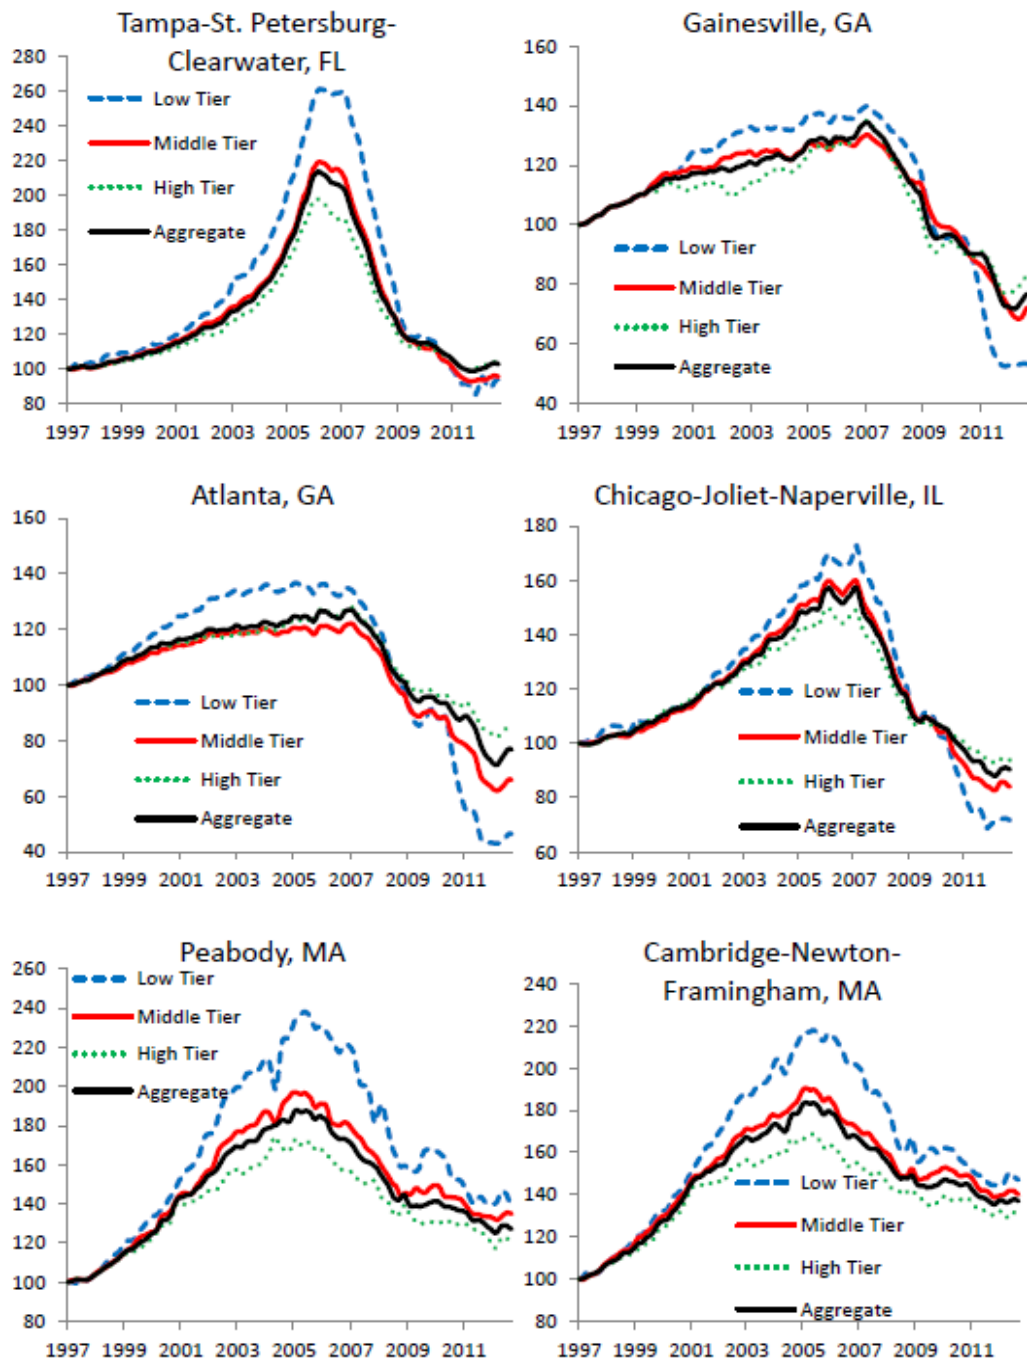 Tampa-St. Petersburg-
Clearwater, FL
280
260
240
220
200
180
160
140
120
100
80
Low Tier
Middle Tier
High Tier
Aggregate
1997 1999 2001 2003 2005 2007 2009 2011
Gainesville, GA
160
140
120
100
80
60
40
Low Tier
Middle Tier
High Tier
Aggregate
1997 1999 2001 2003 2005 2007 2009 2011
Atlanta, GA
160
140
120
100
80
60
40
Low Tier
Middle Tier
High Tier
Aggregate
1997 1999 2001 2003 2005 2007 2009 2011
Chicago-Joliet-Naperville, IL
180
160
140
120
100
80
60
Low Tier
Middle Tier
High Tier
Aggregate
1997 1999 2001 2003 2005 2007 2009 2011
Peabody, MA
260
240
220
200
180
160
140
120
100
80
Low Tier
Middle Tier
High Tier
Aggregate
1997 1999 2001 2003 2005 2007 2009 2011
Cambridge-Newton-
Framingham, MA
240
220
200
180
160
140
120
100
80
Low Tier
Middle Tier
High Tier
Aggregate
1997 1999 2001 2003 2005 2007 2009 2011